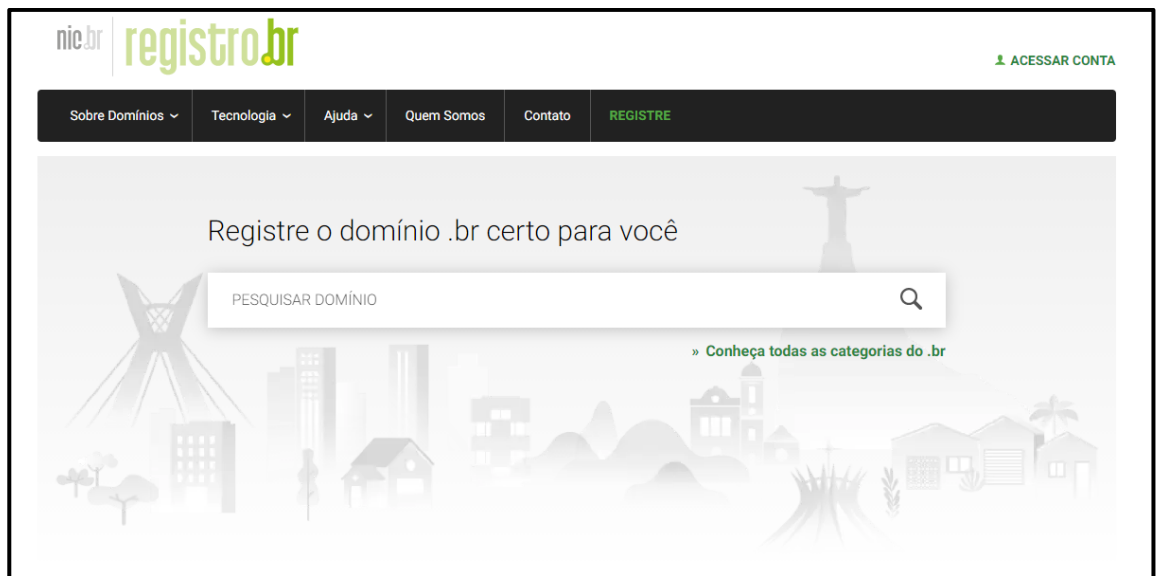 nic.br registro.br
ACESSAR CONTA
Sobre Domínios Tecnologia Ajuda Quem Somos Contato REGISTRE
Registre o domínio .br certo para você
PESQUISAR DOMÍNIO
» Conheça todas as categorias do .br